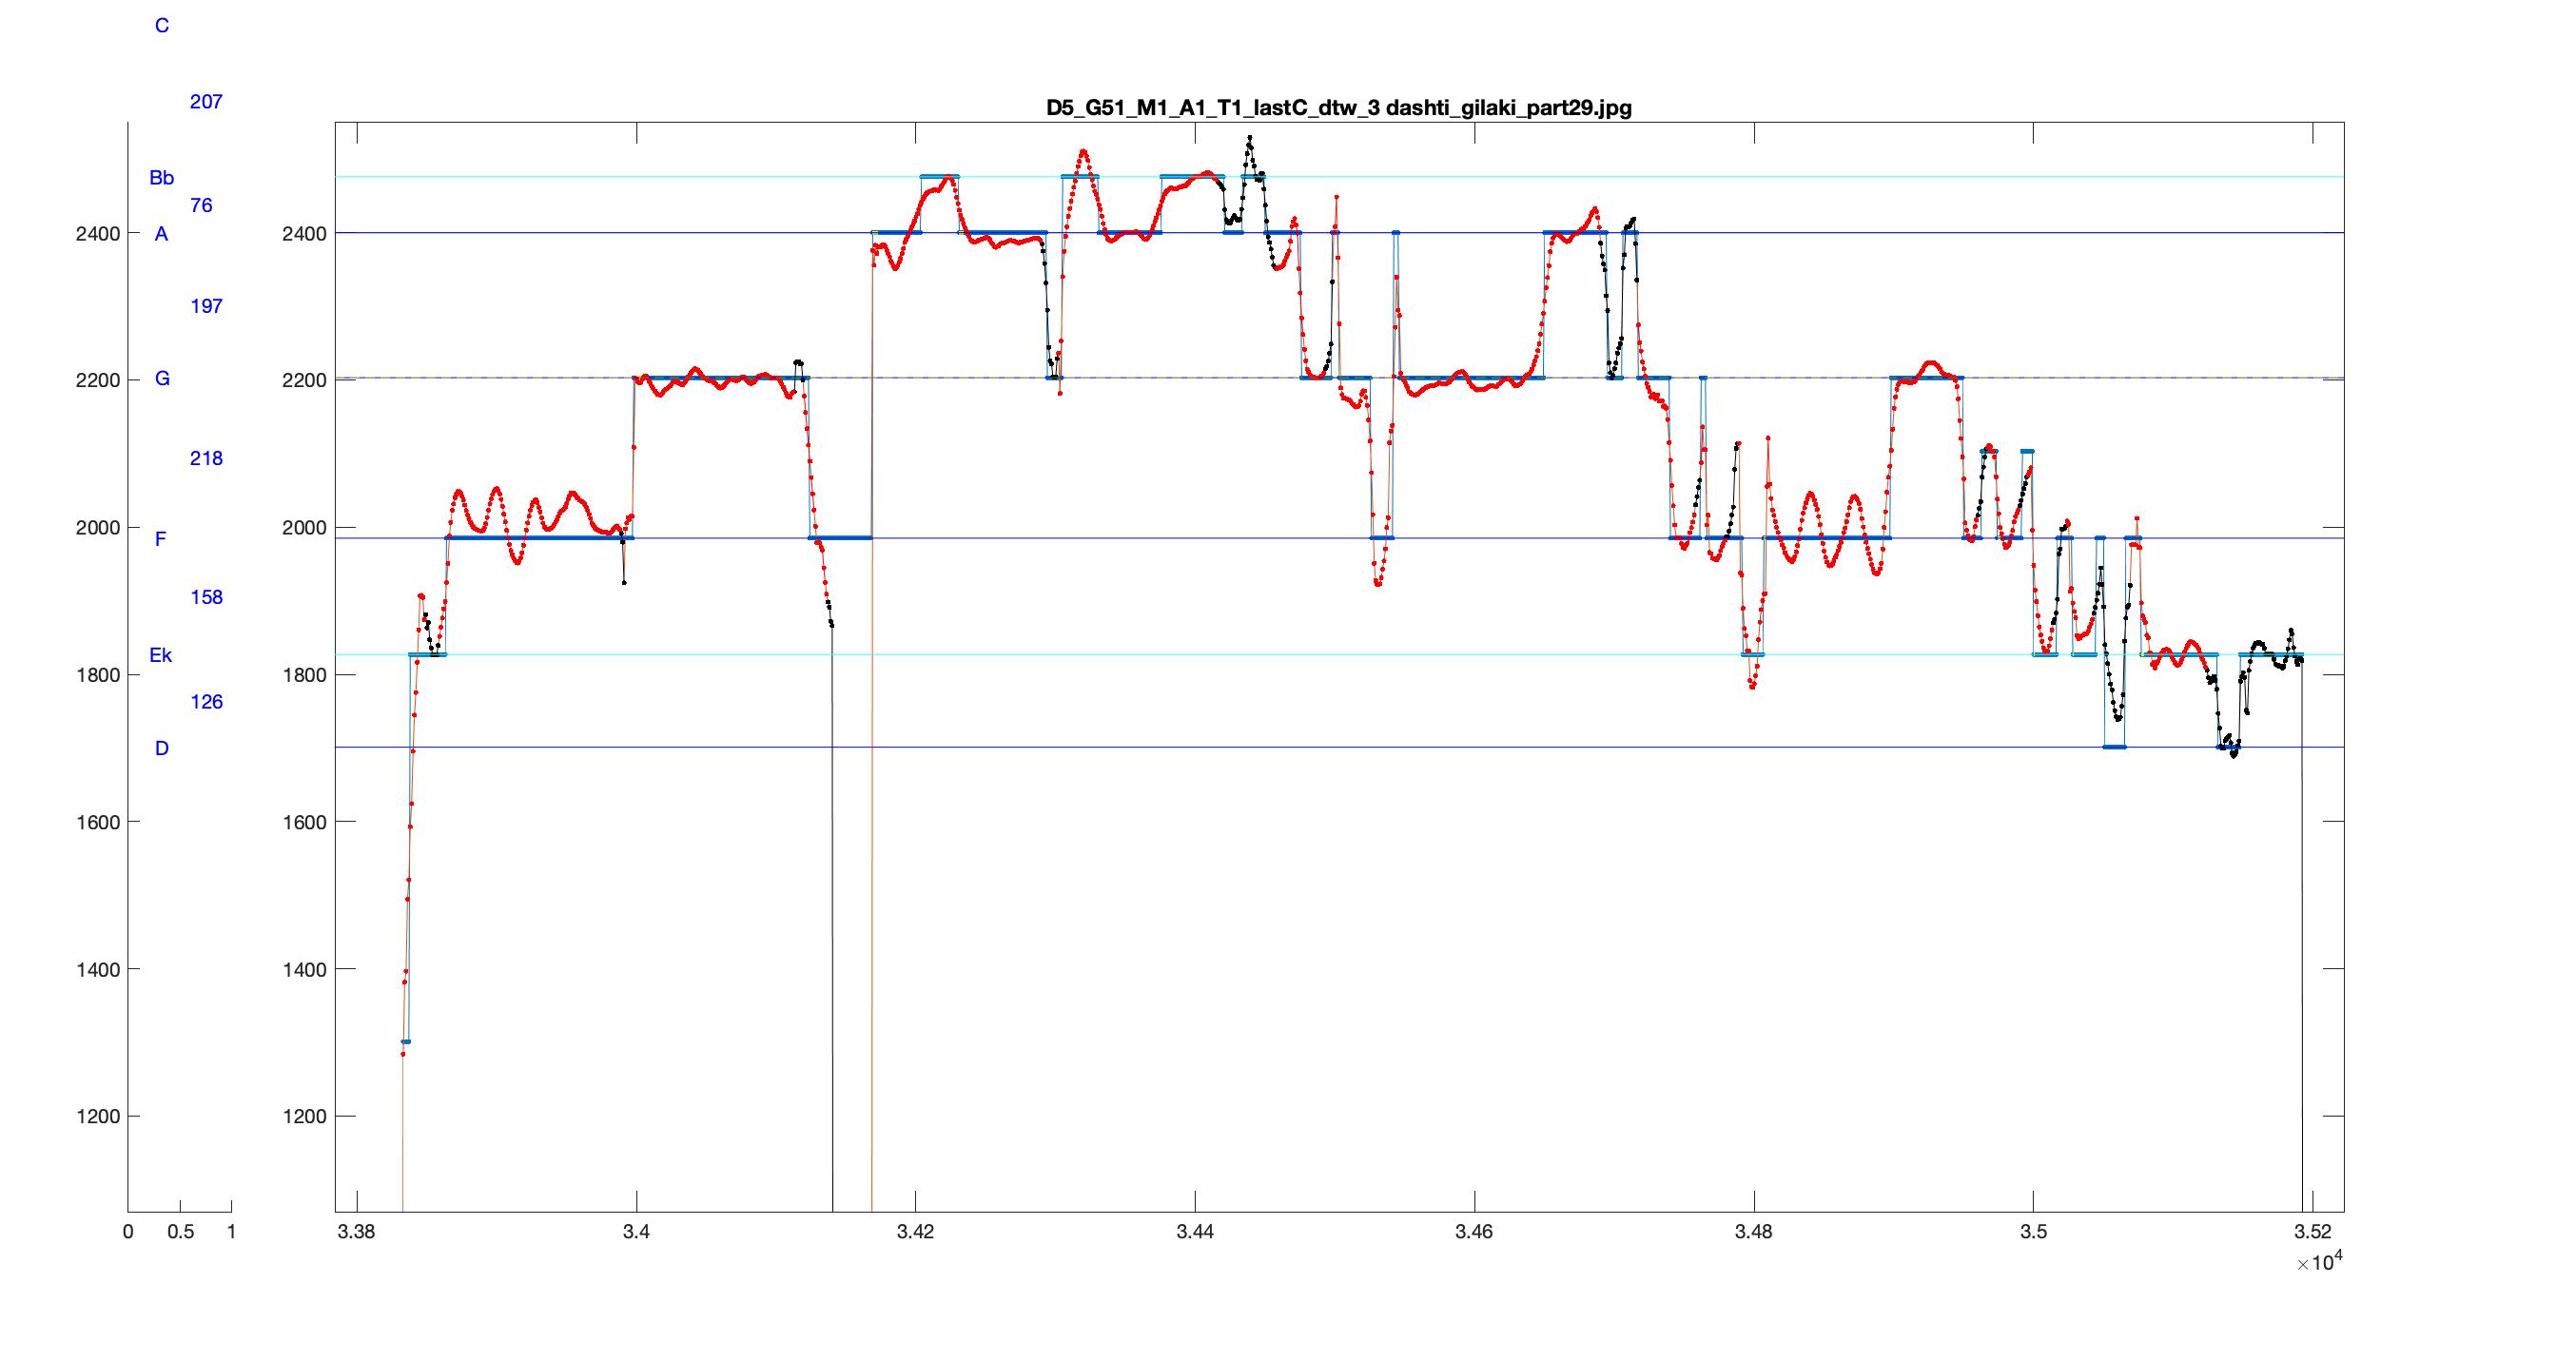 C
207
D5_G51_M1_A1_T1_lastC_dtw_3 dashti_gilaki_part29.jpg
Bb
76
2400 A 2400
197
2200 G 2200
218
2000 F 2000
158
1800 Ek 1800
126
D
1600 1600
1400 1400
1200 1200
0 0.5 1 3.38 3.4 3.42 3.44 3.46 3.48 3.5 3.52
×10⁴